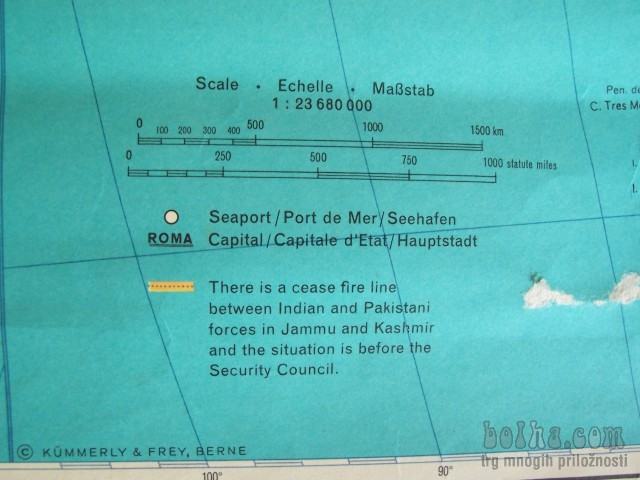 Scale • Echelle • Maßstab
1 : 23 680 000
0 100 200 300 400 500 1000 1500 km
0 250 500 750 1000 statute miles
Seaport/Port de Mer/Seehafen
ROMA Capital/Capitale d'Etat/Hauptstadt
There is a cease fire line
between Indian and Pakistani
forces in Jammu and Kashmir
and the situation is before the
Security Council.
Pen. de
C. Tres M
I.
I.
© KÜMMERLY & FREY, BERNE
100° 90°
bolha.com
trg mnogih priložnosti